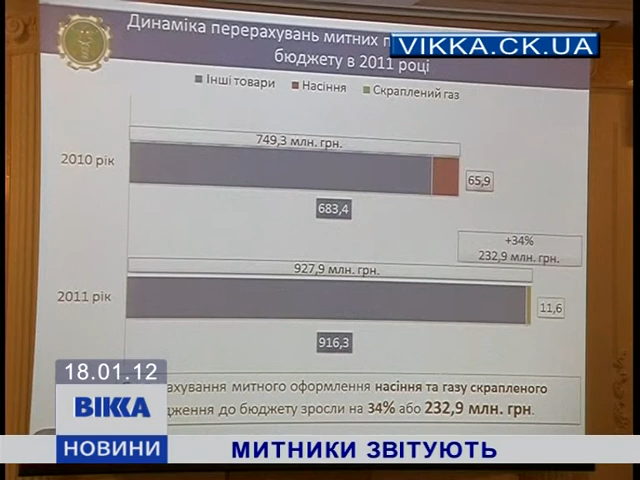 Динаміка перерахувань митних
VIKKA.CK.UA
бюджету в 2011 році
Інші товари Насіння Скраплений газ
749,3 млн. грн.
2010 рік
65,9
683,4
+34%
232,9 млн. грн.
927,9 млн. грн.
2011 рік
11,6
916,3
18.01.12
рахування митного оформлення насіння та газу скрапленого
ВІККА
дження до бюджету зросли на 34% або 232,9 млн. грн.
НОВИНИ
МИТНИКИ ЗВІТУЮТЬ